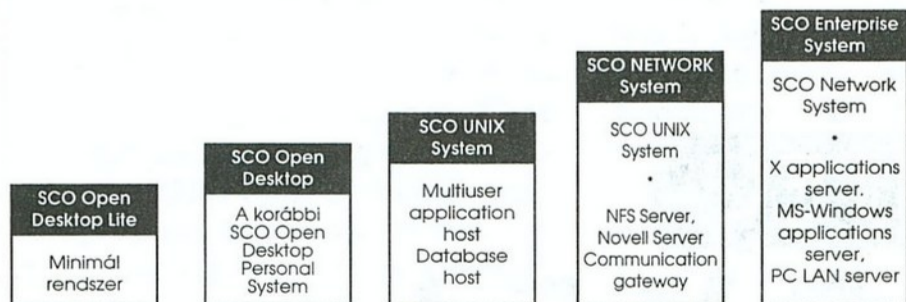 SCO Open
Desktop Lite
Minimál
rendszer
SCO Open
Desktop
A korábbi
SCO Open
Desktop
Personal
System
SCO UNIX
System
Multiuser
application
host
Database
host
SCO NETWORK
System
SCO UNIX
System
•
NFS Server,
Novell Server
Communication
gateway
SCO Enterprise
System
SCO Network
System
•
X applications
server.
MS-Windows
applications
server,
PC LAN server